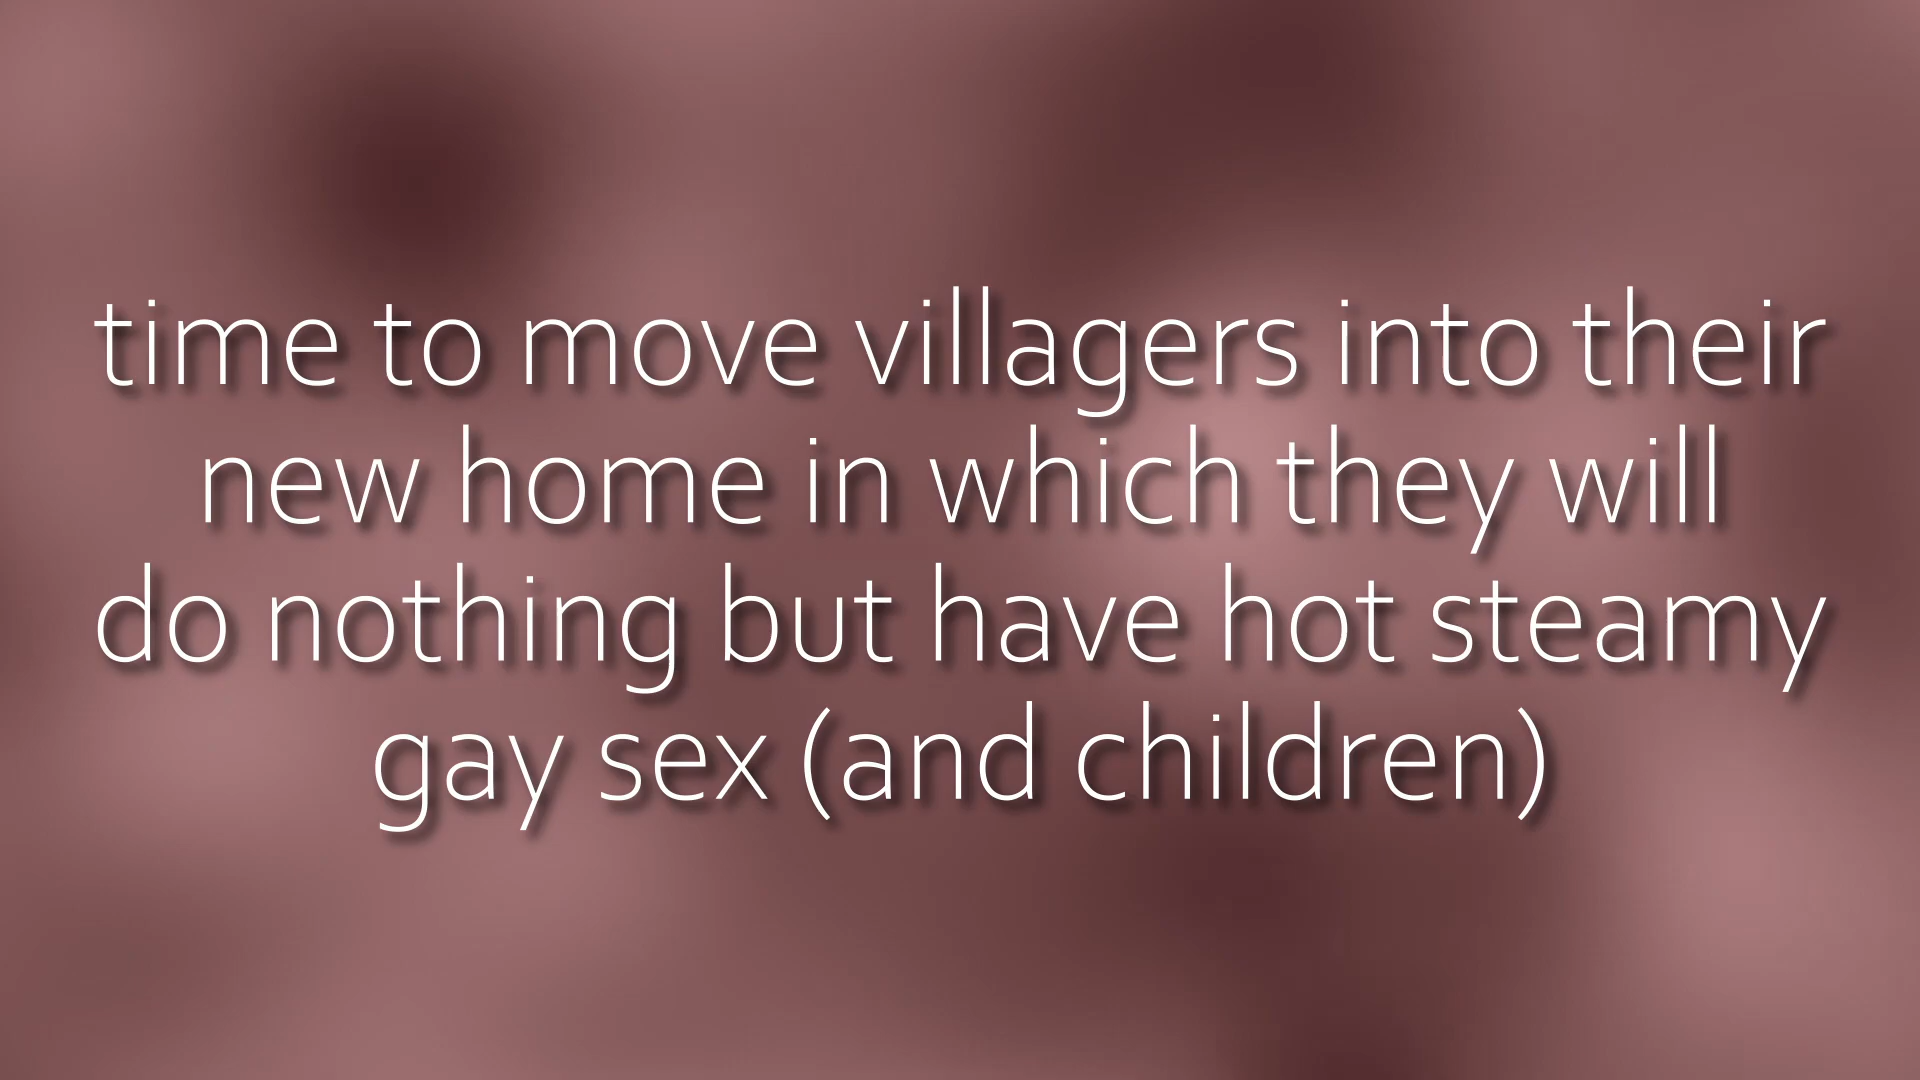 time to move villagers into their
new home in which they will
do nothing but have hot steamy
gay sex (and children)